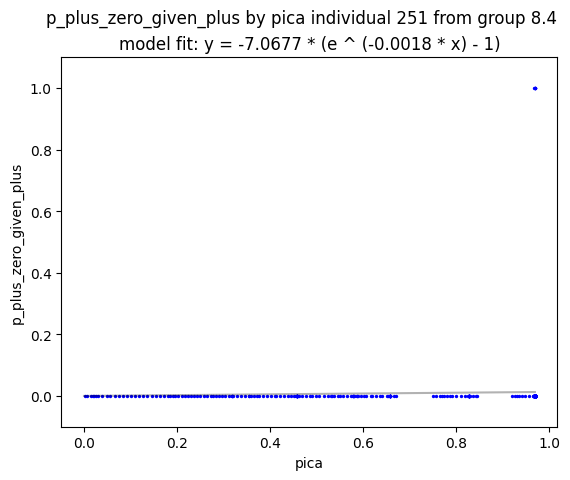 p_plus_zero_given_plus by pica individual 251 from group 8.4
model fit: y = -7.0677 * (e ^ (-0.0018 * x) - 1)
1.0
0.8
0.6
0.4
0.2
0.0
p_plus_zero_given_plus
0.0 0.2 0.4 0.6 0.8 1.0
pica